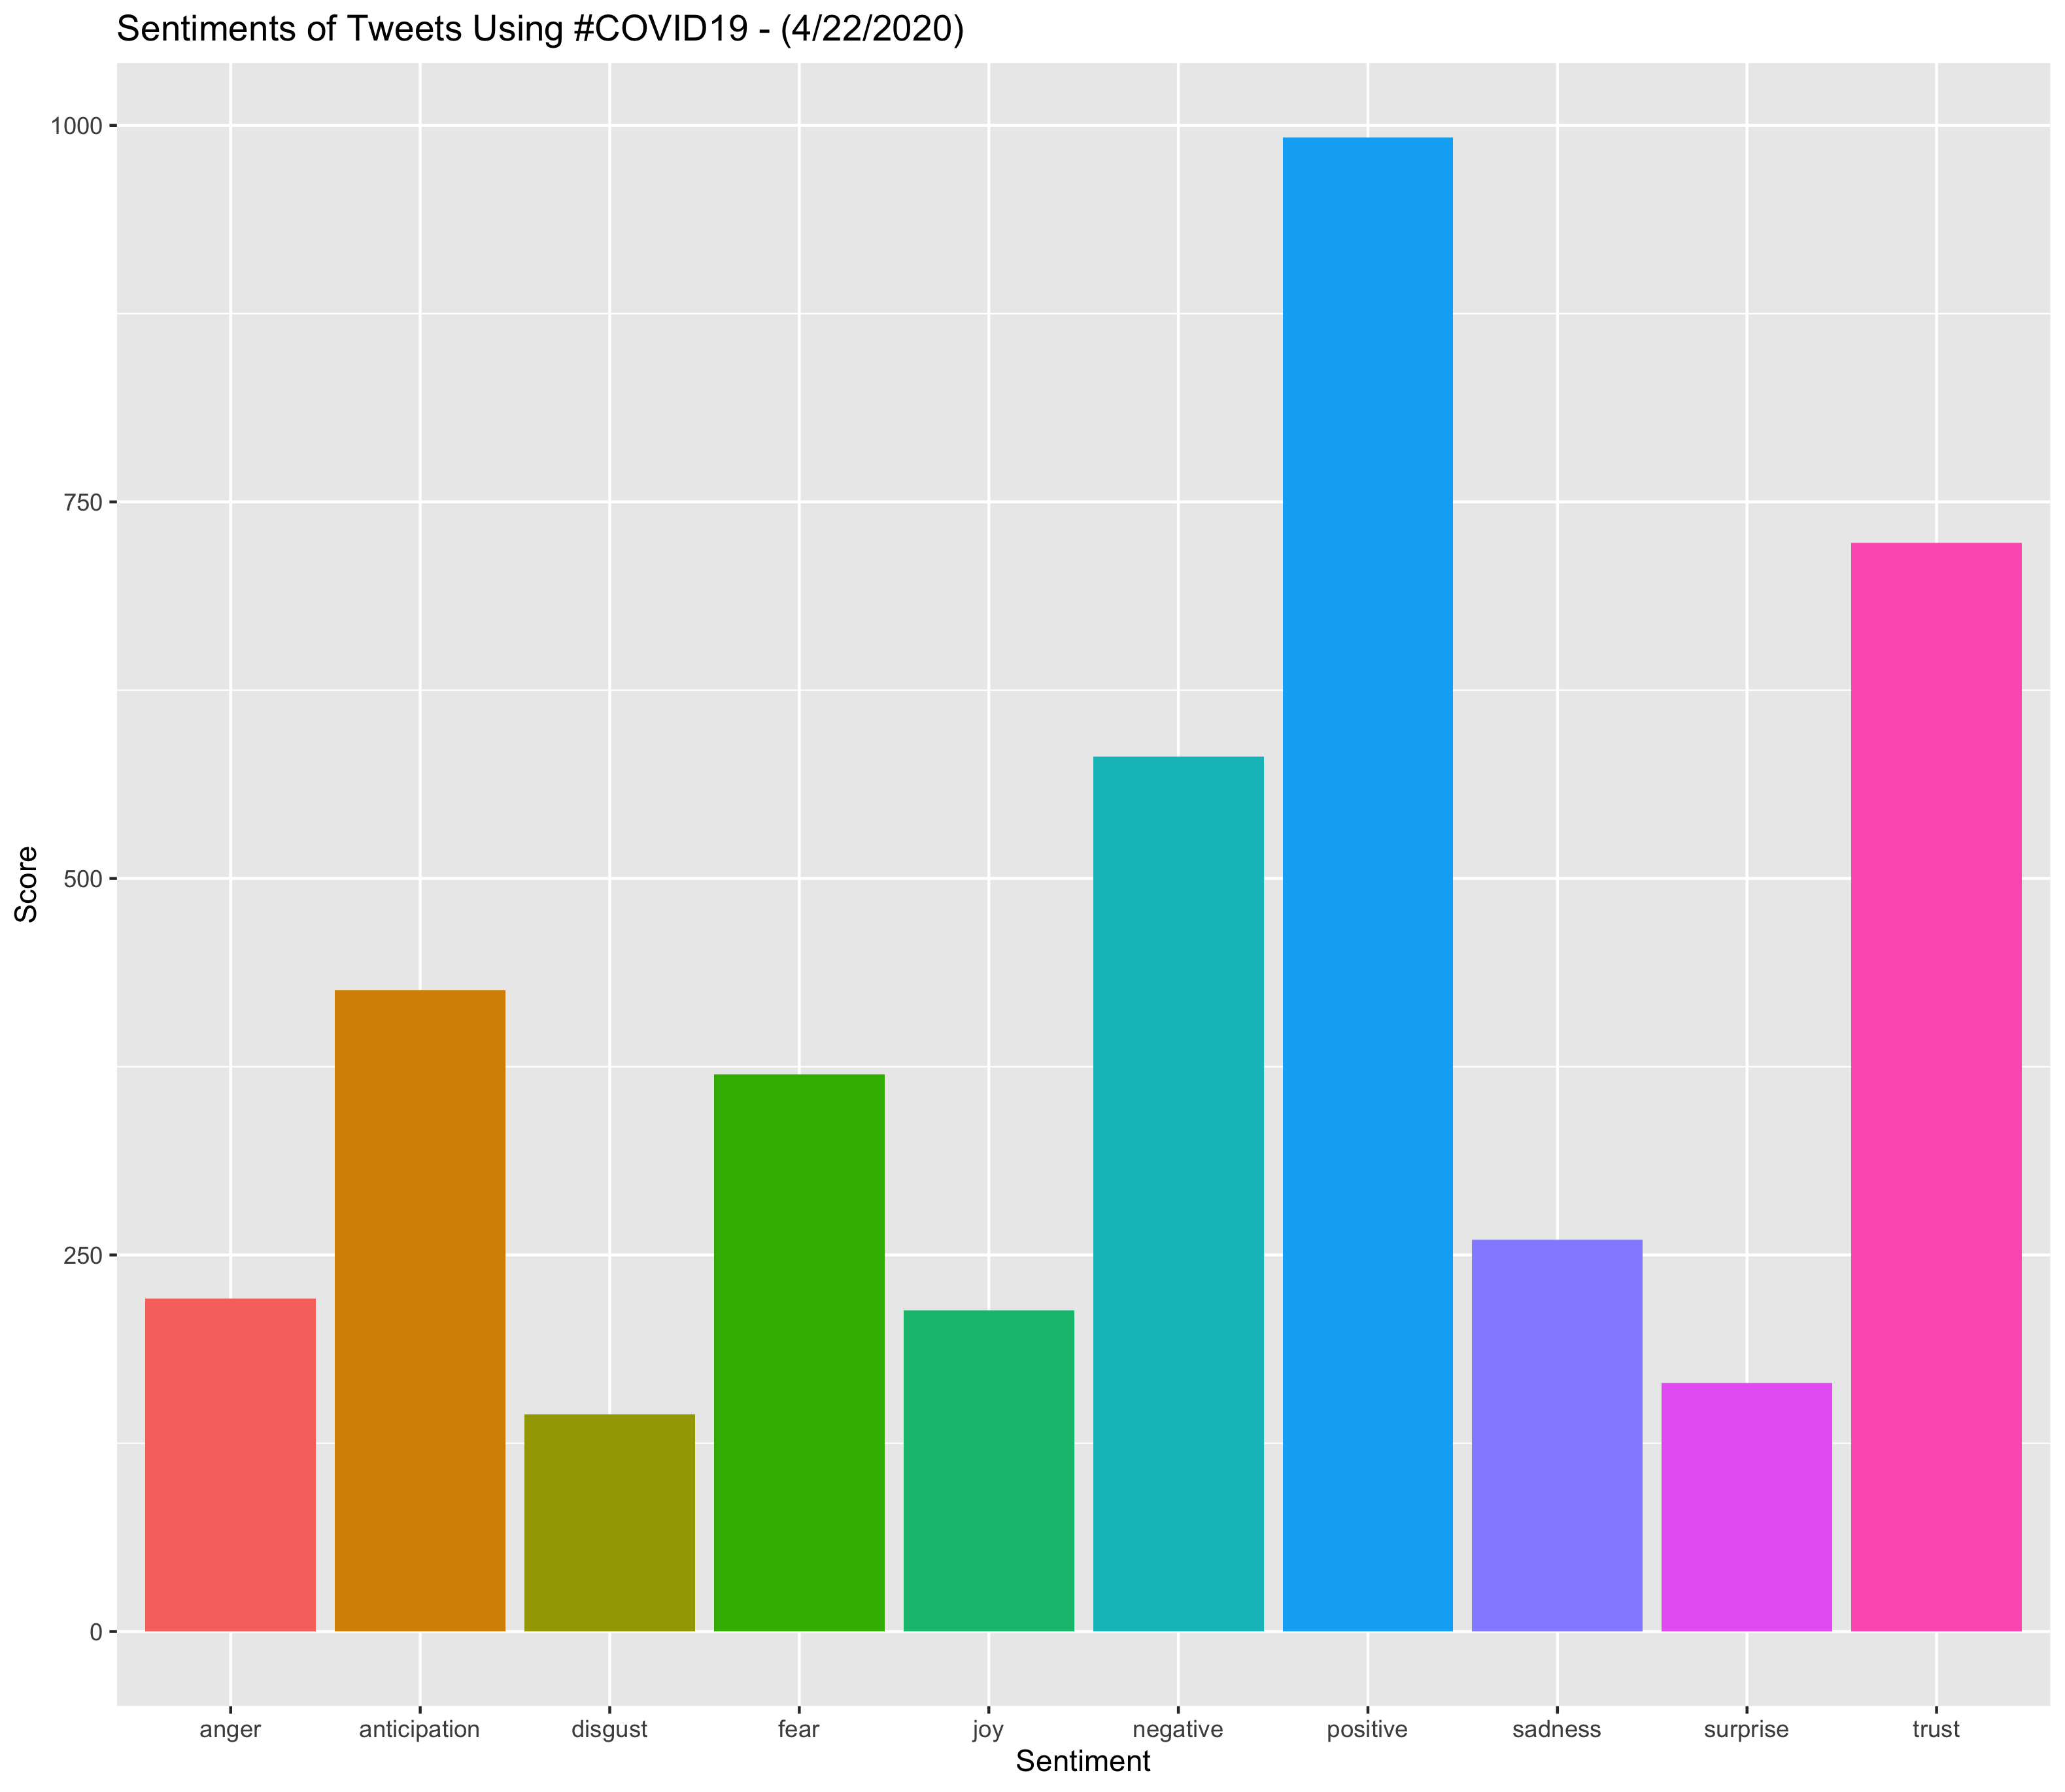 Sentiments of Tweets Using #COVID19 - (4/22/2020)
1000
750
500
250
0
Score
anger anticipation disgust fear joy negative positive sadness surprise trust
Sentiment